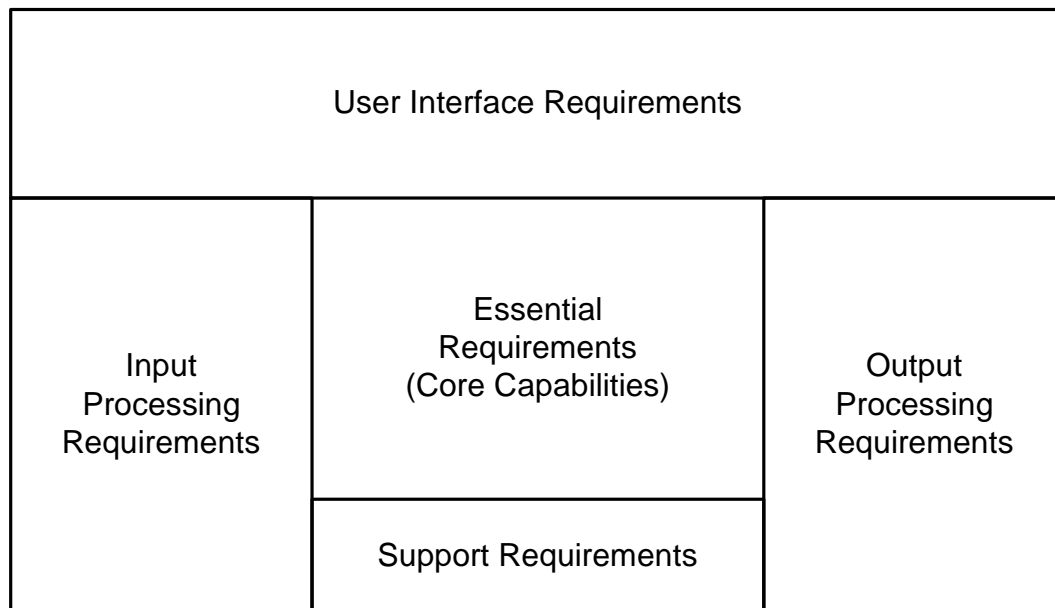 User Interface Requirements
Input
Processing
Requirements
Essential
Requirements
(Core Capabilities)
Output
Processing
Requirements
Support Requirements